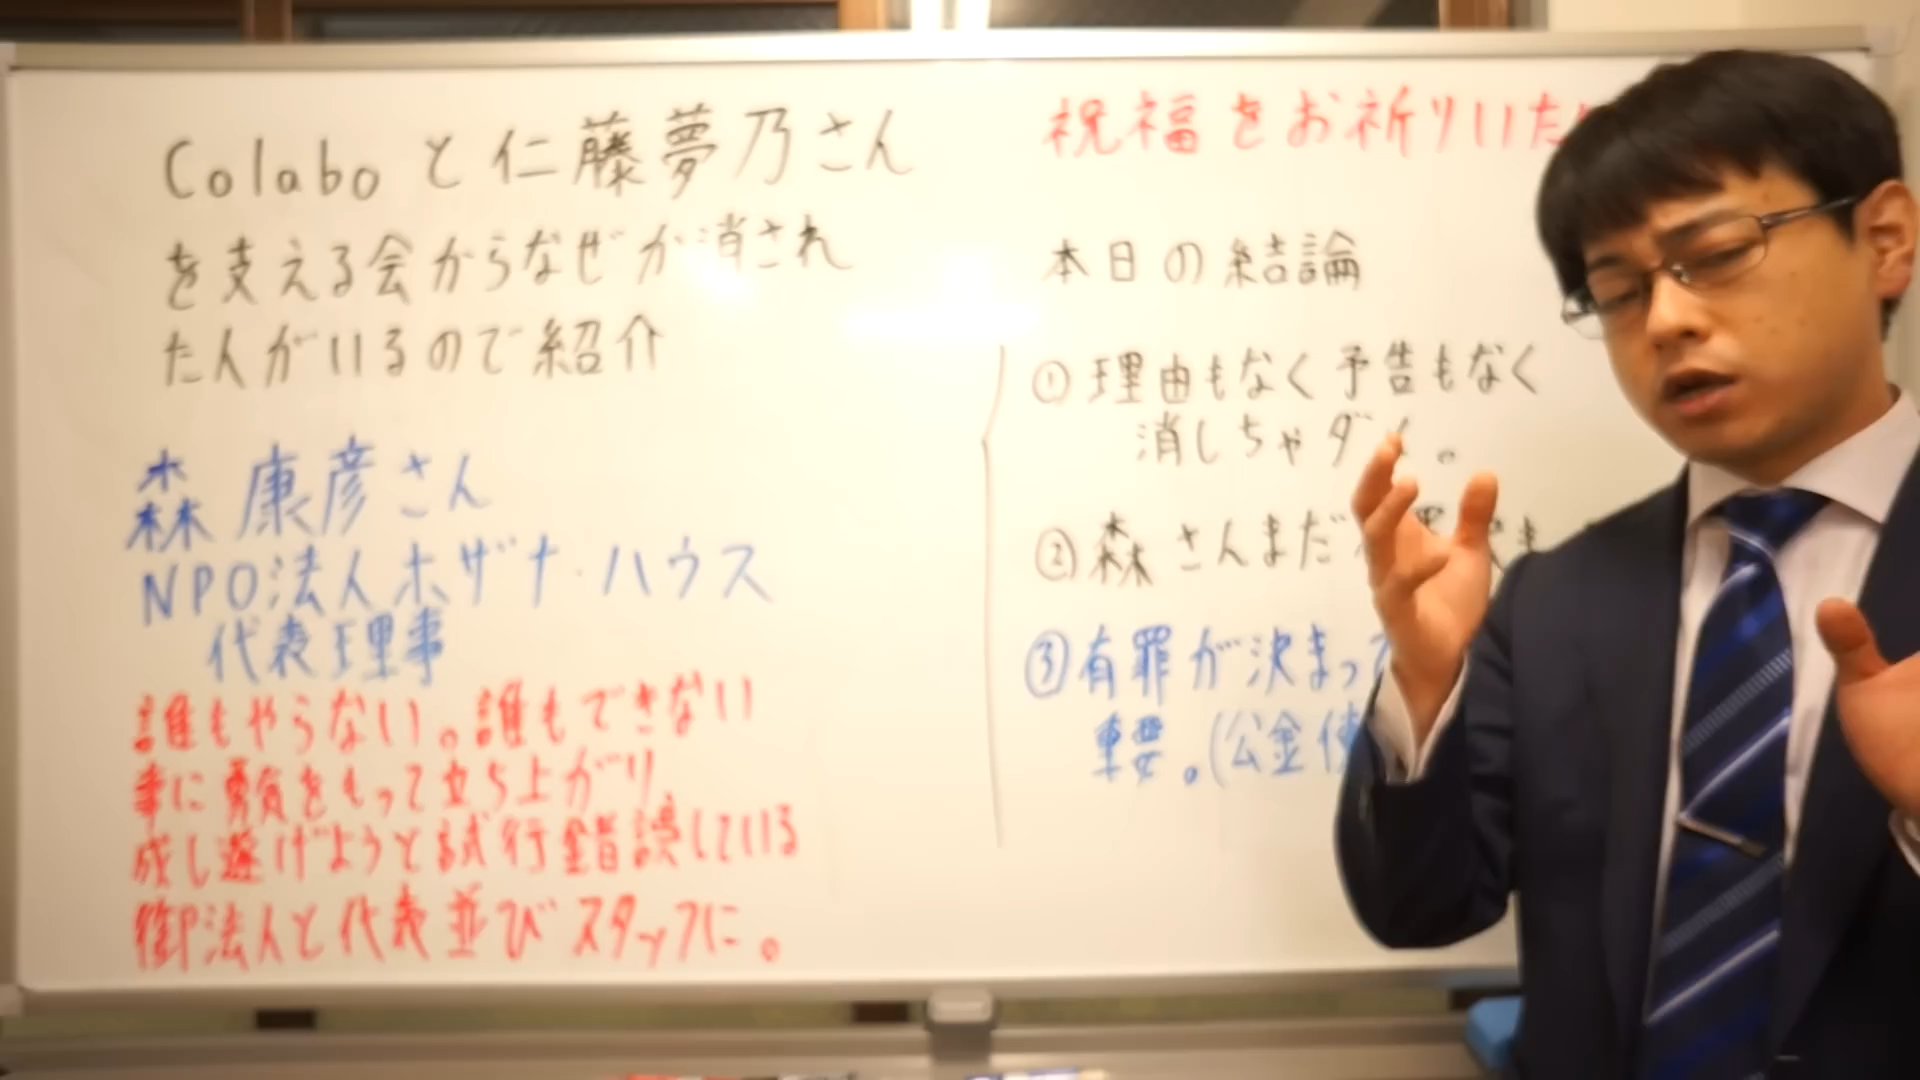 Colaboと仁藤夢乃さん
を支える会からなぜか消され
た人がいるので紹介
森 康彦さん
NPO法人ホザナ・ハウス
代表理事
誰もやらない。誰もできない
事に勇気をもって立ち上がり、
成し遂げようと試行錯誤している
御法人と代表並びスタッフに。
祝福をお祈りいた
本日の結論
①理由もなく予告もなく
消しちゃダメ。
②森さんまだ
③有罪が決まっ
重要。(公金